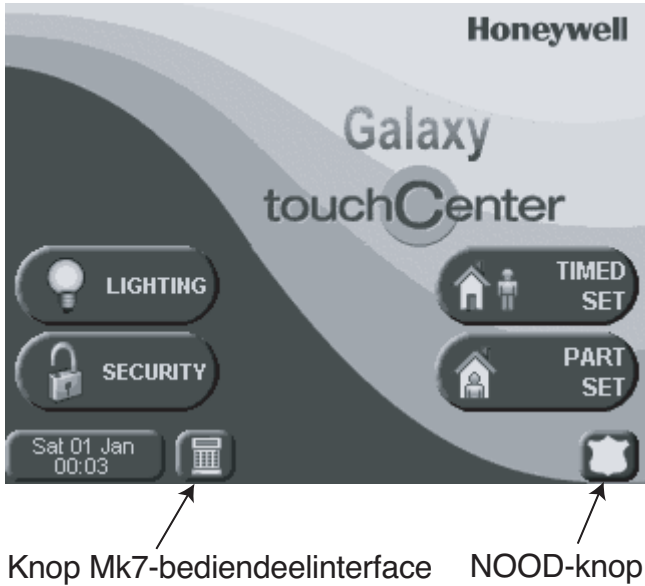 Honeywell
Galaxy
touchCenter
LIGHTING
TIMED
SET
SECURITY
PART
SET
Sat 01 Jan
00:03
Knop Mk7-bediendeelinterface
NOOD-knop